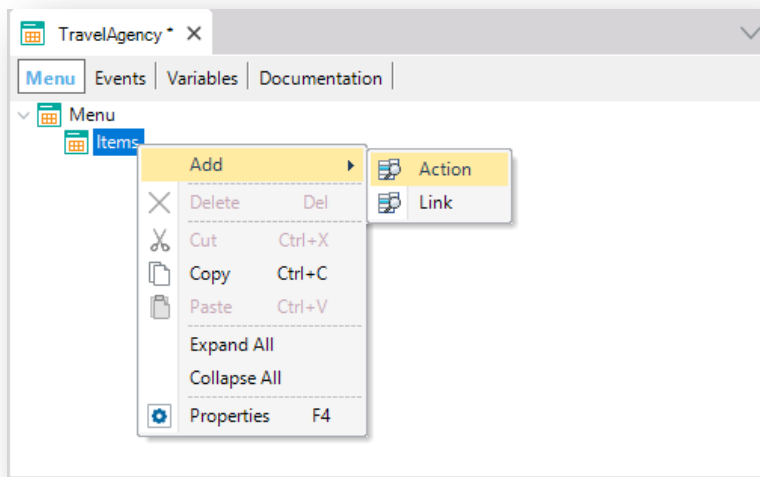 TravelAgency *
Menu Events Variables Documentation
Menu
Items
Add
Action
Delete Del
Link
Cut Ctrl+X
Copy Ctrl+C
Paste Ctrl+V
Expand All
Collapse All
Properties F4